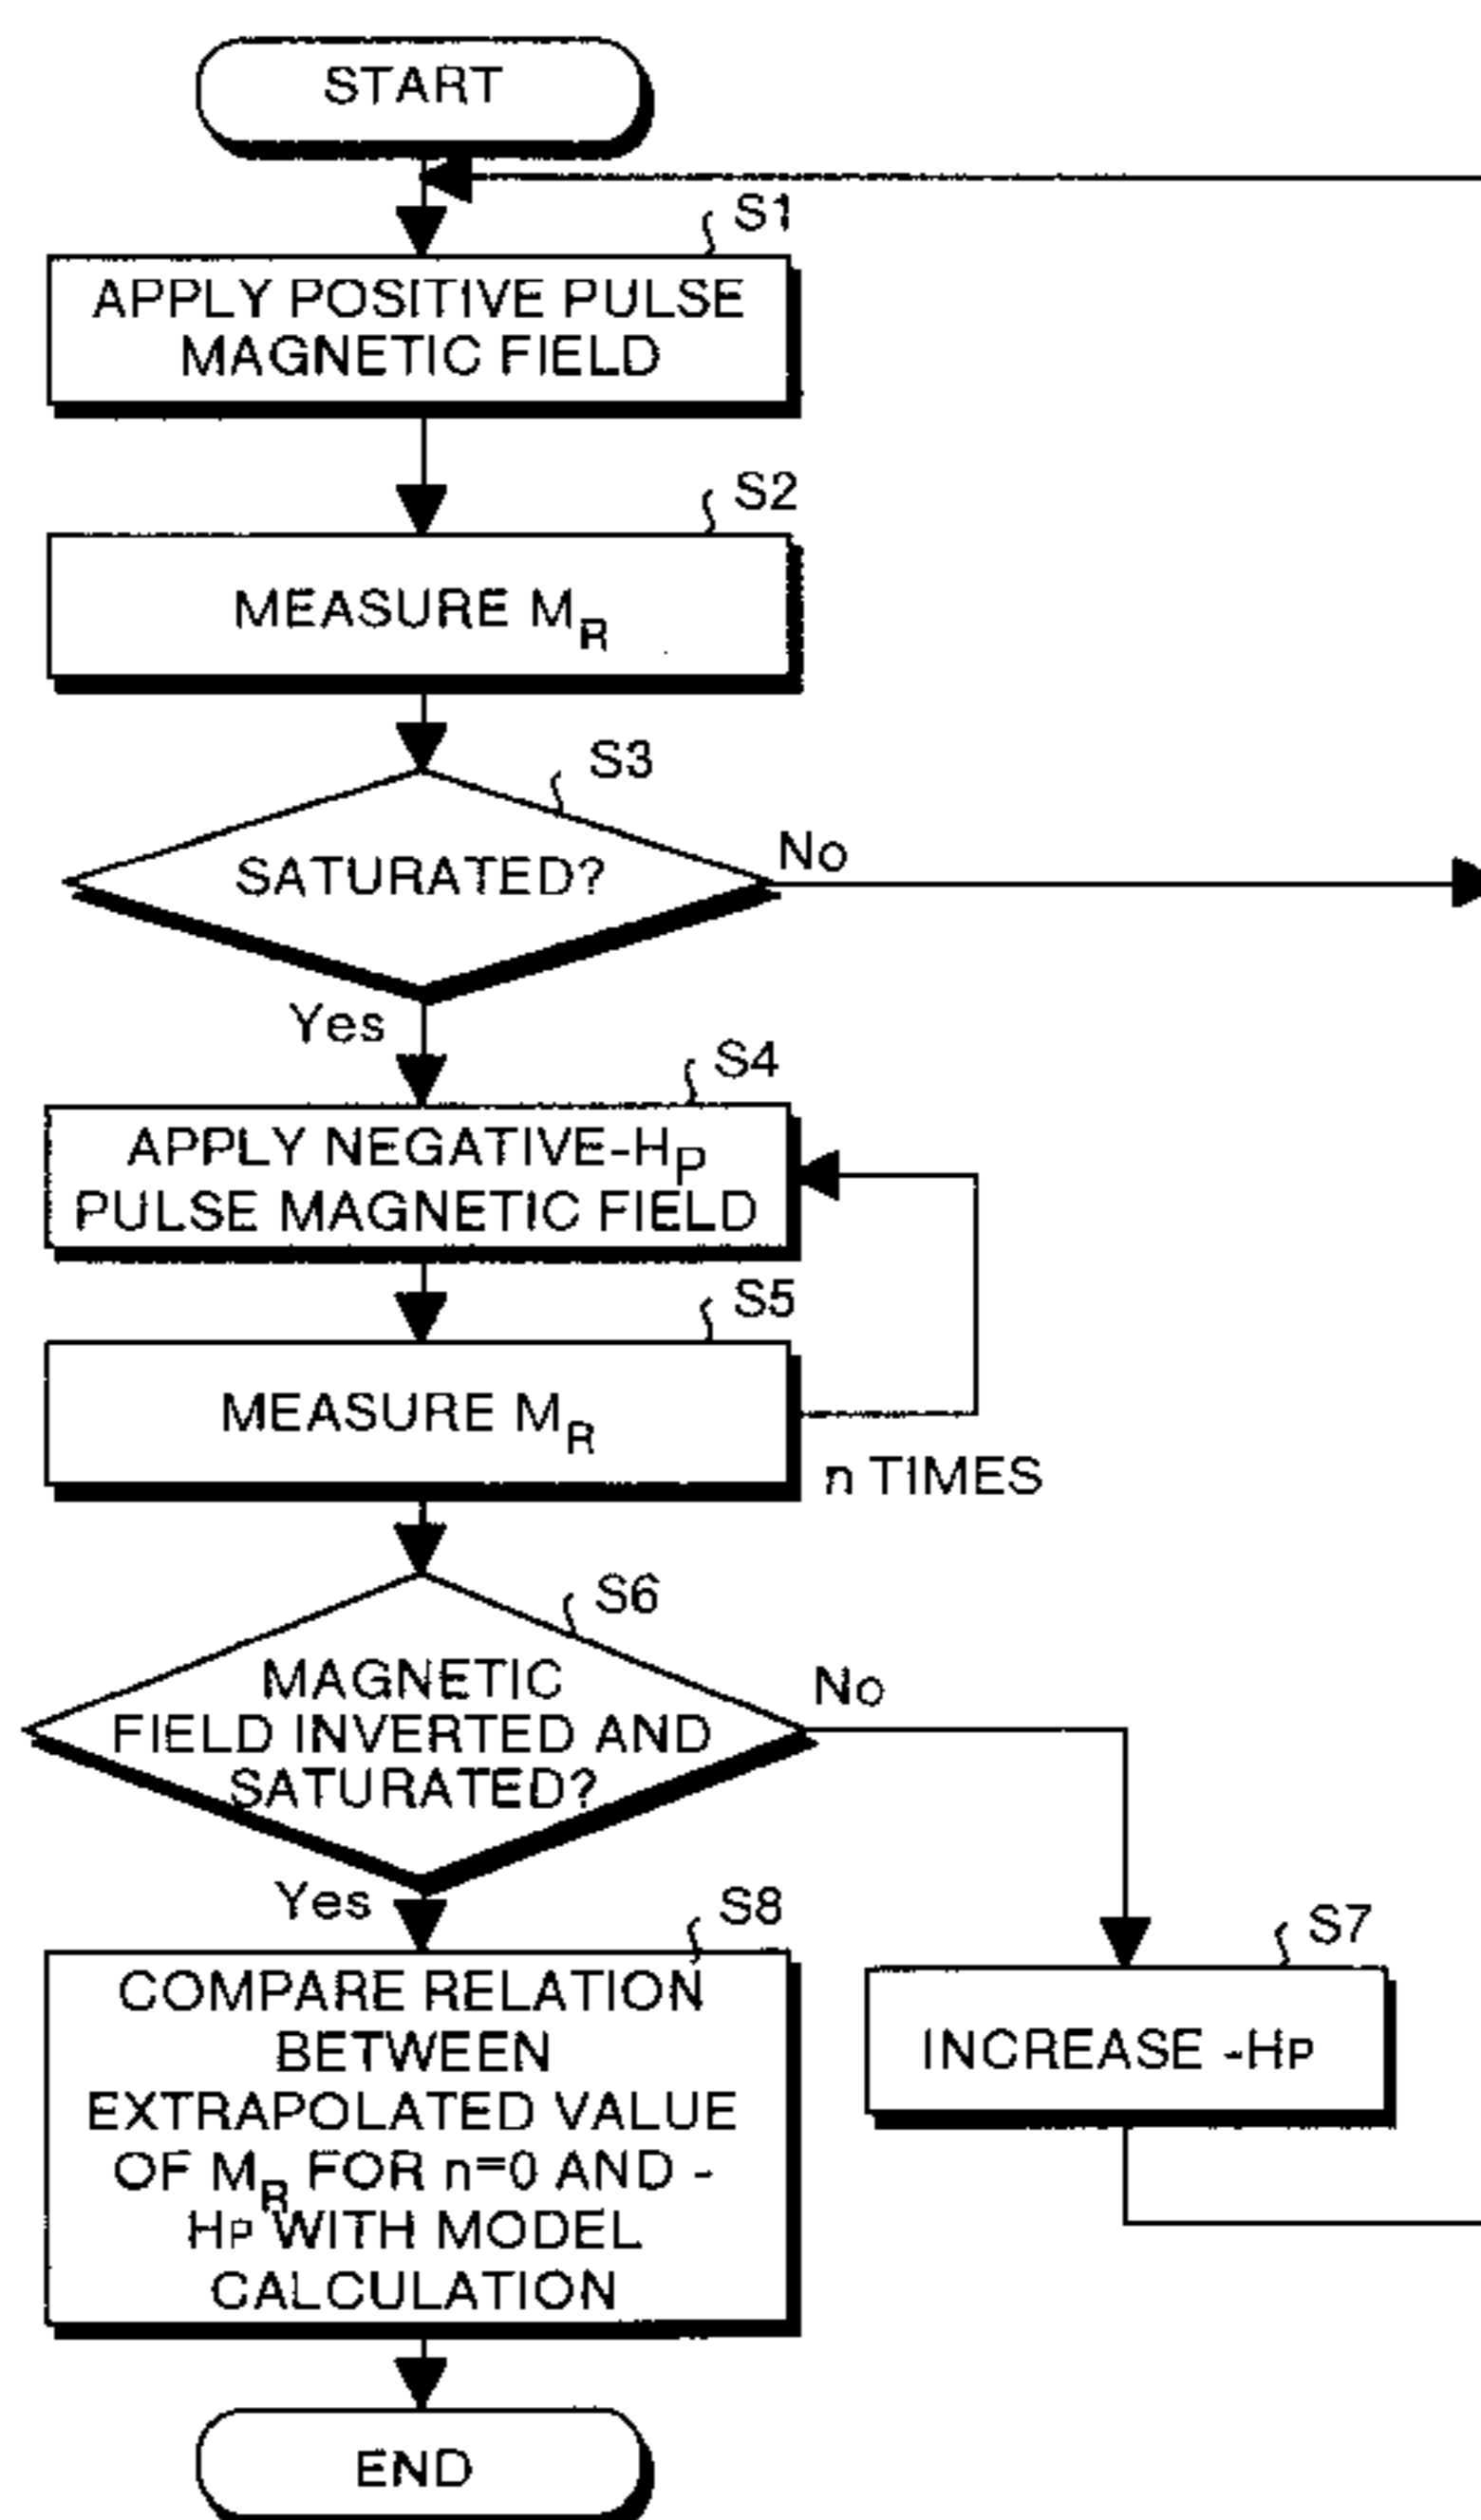 START
S1
APPLY POSITIVE PULSE
MAGNETIC FIELD
S2
MEASURE MR
S3
SATURATED?
No
Yes
S4
APPLY NEGATIVE-HP
PULSE MAGNETIC FIELD
S5
MEASURE MR
n TIMES
S6
MAGNETIC
FIELD INVERTED AND
SATURATED?
No
Yes
S8
COMPARE RELATION
BETWEEN
EXTRAPOLATED VALUE
OF MR FOR n=0 AND -
HP WITH MODEL
CALCULATION
S7
INCREASE -HP
END